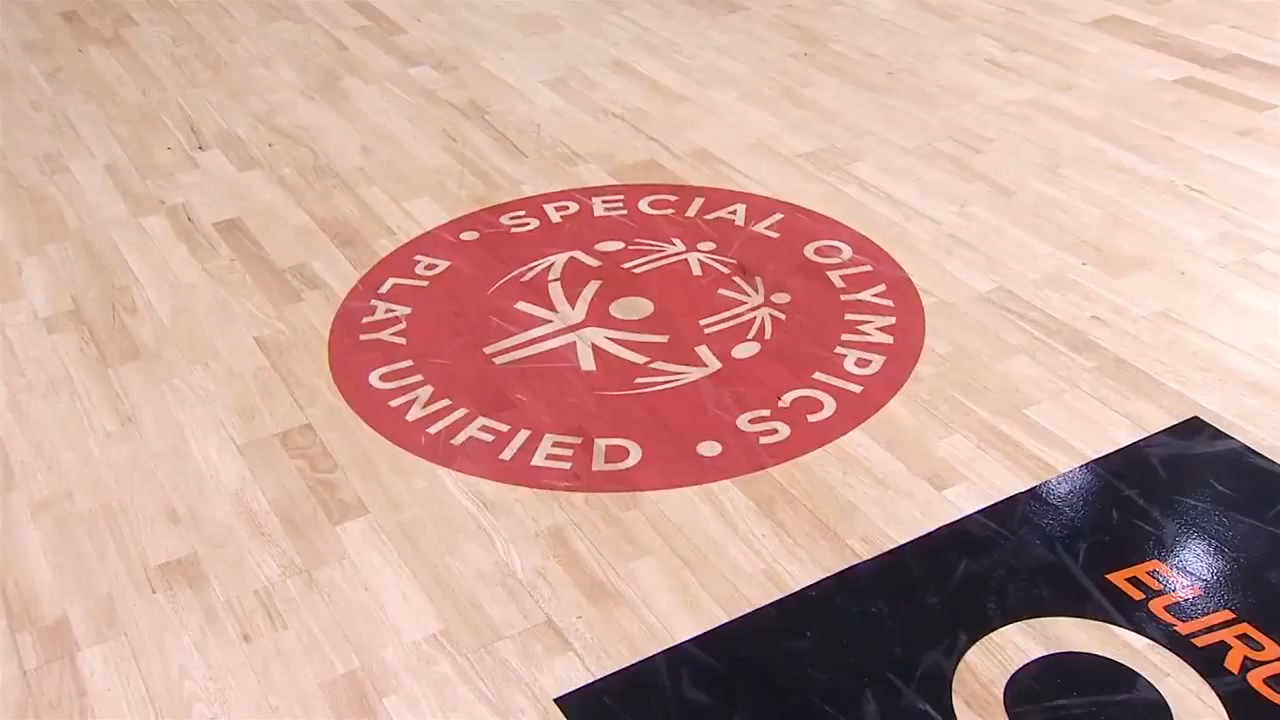 • SPECIAL OLYMPICS •
PLAY UNIFIED
EURO